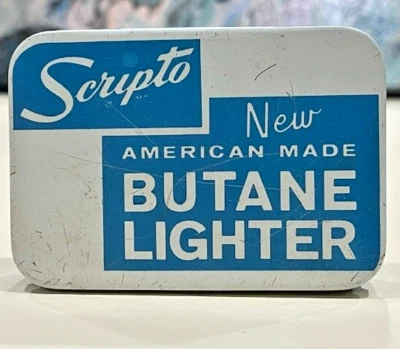 Scripto
New
AMERICAN MADE
BUTANE
LIGHTER